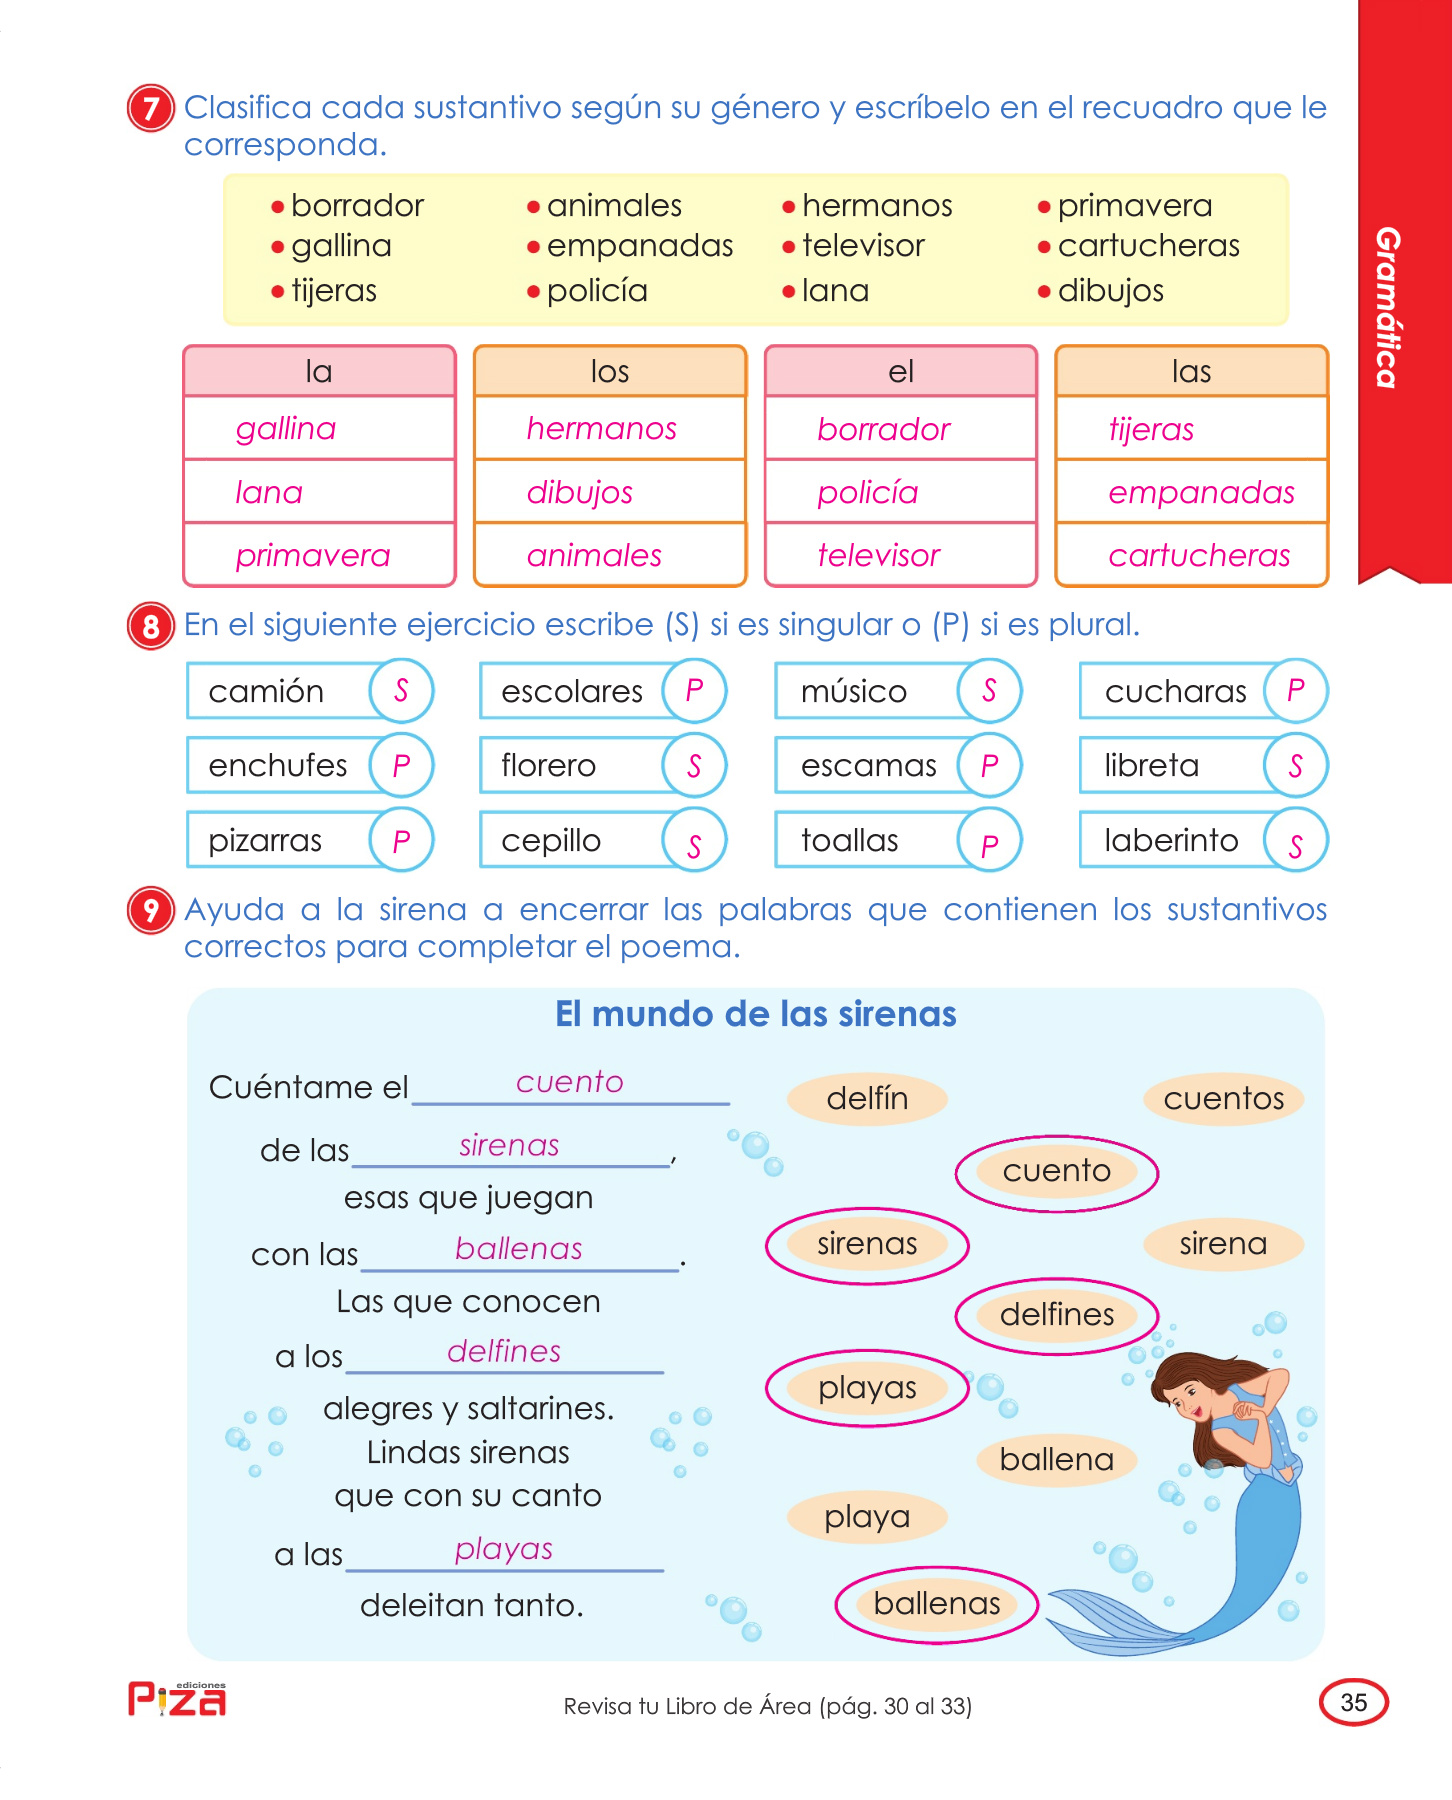 7 Clasifica cada sustantivo según su género y escríbelo en el recuadro que le
corresponda.
• borrador • animales • hermanos • primavera
• gallina • empanadas • televisor • cartucheras
• tijeras • policía • lana • dibujos
la los el las
gallina hermanos borrador tijeras
lana dibujos policía empanadas
primavera animales televisor cartucheras
Gramática
8 En el siguiente ejercicio escribe (S) si es singular o (P) si es plural.
camión S escolares P músico S cucharas P
enchufes P florero S escamas P libreta S
pizarras P cepillo S toallas P laberinto S
9 Ayuda a la sirena a encerrar las palabras que contienen los sustantivos
correctos para completar el poema.
El mundo de las sirenas
Cuéntame el cuento
de las sirenas,
esas que juegan
con las ballenas.
Las que conocen
a los delfines
alegres y saltarines.
Lindas sirenas
que con su canto
a las playas
deleitan tanto.
delfín cuentos
cuento
sirenas sirena
delfines
playas
ballena
playa
ballenas
ediciones
Piza
Revisa tu Libro de Área (pág. 30 al 33)
35